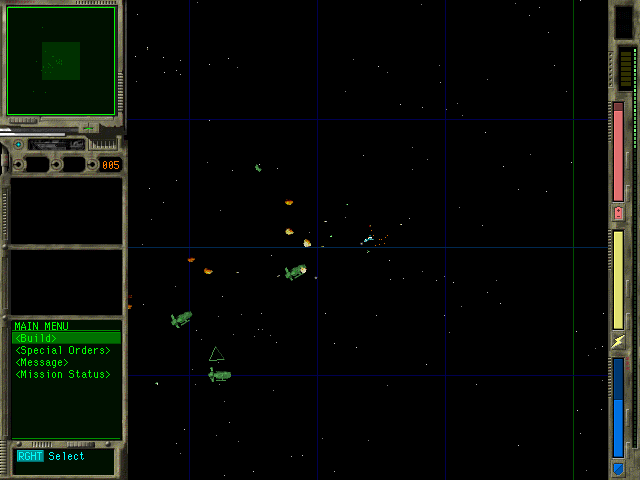 005
MAIN MENU
<Build>
<Special Orders>
<Message>
<Mission Status>
RGHT Select